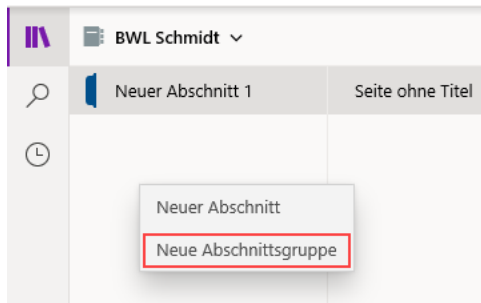 BWL Schmidt
Neuer Abschnitt 1
Seite ohne Titel
Neuer Abschnitt
Neue Abschnittsgruppe